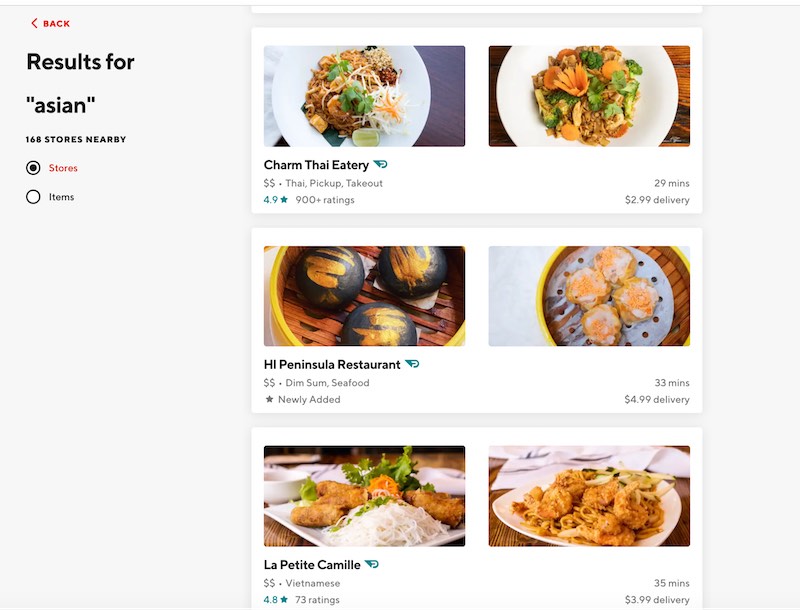 BACK
Results for
"asian"
168 STORES NEARBY
Stores
Items
Charm Thai Eatery
$$ • Thai, Pickup, Takeout
29 mins
4.9 ★ 900+ ratings
$2.99 delivery
HI Peninsula Restaurant
$$ • Dim Sum, Seafood
33 mins
★ Newly Added
$4.99 delivery
La Petite Camille
$$ • Vietnamese
35 mins
4.8 ★ 73 ratings
$3.99 delivery